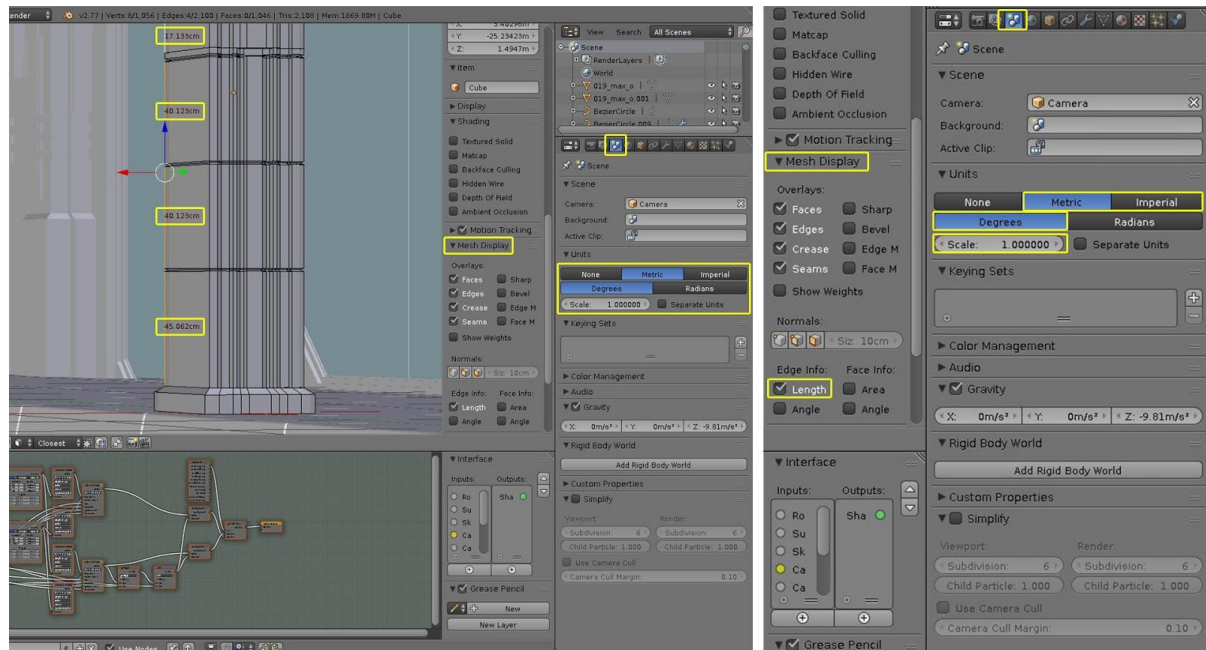 ender
v2.77 | Verts:8/1,056 | Edges:4/2,100 | Faces:0/1,046 | Tris:2,108 | Mem:1869.80M | Cube
17.133cm
40.123cm
40.123cm
45.062cm
Y: -25.23423m
Z: 1.4947m
Item
Cube
Display
Shading
Textured Solid
Matcap
Backface Culling
Hidden Wire
Depth Of Field
Ambient Occlusion
Motion Tracking
Mesh Display
Overlays:
Faces Sharp
Edges Bevel
Crease Edge M
Seams Face M
Show Weights
Normals:
Siz: 10cm
Edge Info: Face Info:
Length Area
Angle Angle
View Search All Scenes
Scene
RenderLayers
World
019_max_o
019_max_o.001
BezierCircle
BezierCircle.009
Scene
Scene
Camera: Camera
Background:
Active Clip:
Units
None Metric Imperial
Degrees Radians
Scale: 1.000000 Separate Units
Keying Sets
Color Management
Audio
Gravity
X: 0m/s² Y: 0m/s² Z: -9.81m/s²
Rigid Body World
Add Rigid Body World
Custom Properties
Simplify
Viewport: Render:
Subdivision: 6 Subdivision: 6
Child Particle: 1.000 Child Particle: 1.000
Use Camera Cull
Camera Cull Margin: 0.10
Closest
Interface
Inputs: Outputs:
Ro Sha
Su
Sk
Ca
Ca
Grease Pencil
New
New Layer
Use Nodes
Textured Solid
Matcap
Backface Culling
Hidden Wire
Depth Of Field
Ambient Occlusion
Motion Tracking
Mesh Display
Overlays:
Faces Sharp
Edges Bevel
Crease Edge M
Seams Face M
Show Weights
Normals:
Siz: 10cm
Edge Info: Face Info:
Length Area
Angle Angle
Interface
Inputs: Outputs:
Ro Sha
Su
Sk
Ca
Ca
Grease Pencil
Scene
Scene
Camera: Camera
Background:
Active Clip:
Units
None Metric Imperial
Degrees Radians
Scale: 1.000000 Separate Units
Keying Sets
Color Management
Audio
Gravity
X: 0m/s² Y: 0m/s² Z: -9.81m/s²
Rigid Body World
Add Rigid Body World
Custom Properties
Simplify
Viewport: Render:
Subdivision: 6 Subdivision: 6
Child Particle: 1.000 Child Particle: 1.000
Use Camera Cull
Camera Cull Margin: 0.10